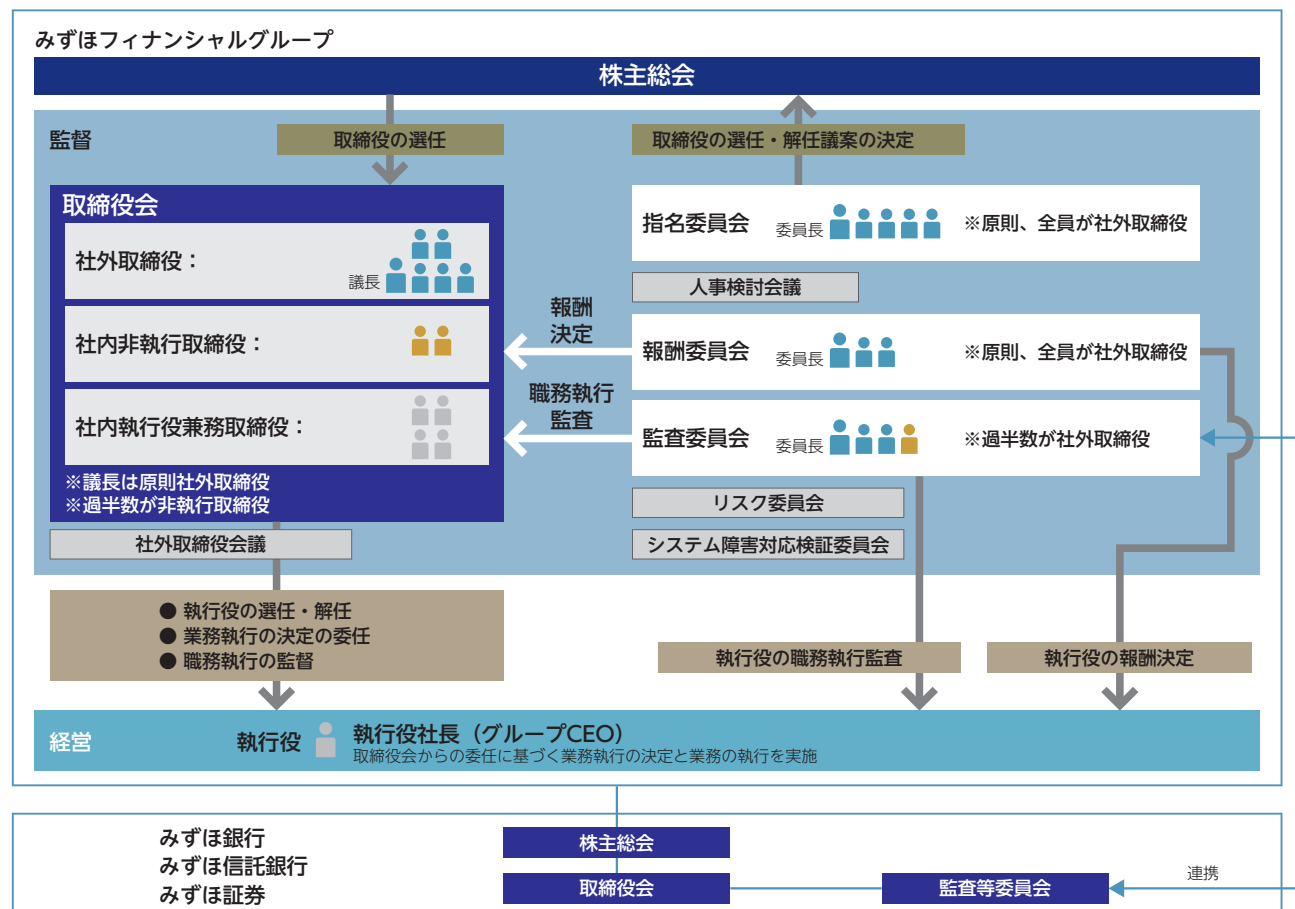 みずほフィナンシャルグループ
株主総会
監督
取締役の選任
取締役の選任・解任議案の決定
取締役会
社外取締役：
議長
社内非執行取締役：
社内執行役兼務取締役：
※議長は原則社外取締役
※過半数が非執行取締役
社外取締役会議
報酬
決定
職務執行
監査
指名委員会
委員長
※原則、全員が社外取締役
人事検討会議
報酬委員会
委員長
※原則、全員が社外取締役
監査委員会
委員長
※過半数が社外取締役
リスク委員会
システム障害対応検証委員会
● 執行役の選任・解任
● 業務執行の決定の委任
● 職務執行の監督
執行役の職務執行監査
執行役の報酬決定
経営
執行役
執行役社長（グループCEO）
取締役会からの委任に基づく業務執行の決定と業務の執行を実施
みずほ銀行
みずほ信託銀行
みずほ証券
株主総会
取締役会
監査等委員会
連携